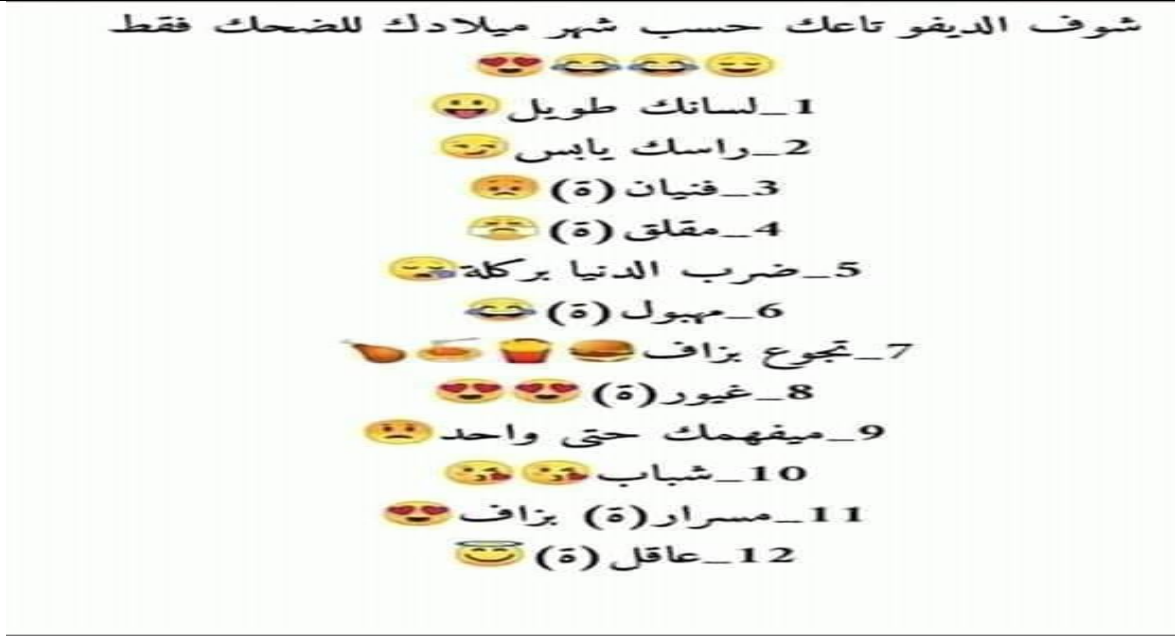 شوف الديفو تاعك حسب شهر ميلادك للضحك فقط
😄😂😂😍
1_لسانك طويل😛
2_راسك يابس😏
3_فنيان(ة)😟
4_مقلق(ة)😤
5_ضرب الدنيا بركلة😪
6_مهبول(ة)😂
7_تجوع بزاف🍔🍟🍝🍗
8_غيور(ة)😍😍
9_ميفهمك حتى واحد🙁
10_شباب😘😘
11_مسرار(ة) بزاف😍
12_عاقل(ة)😇